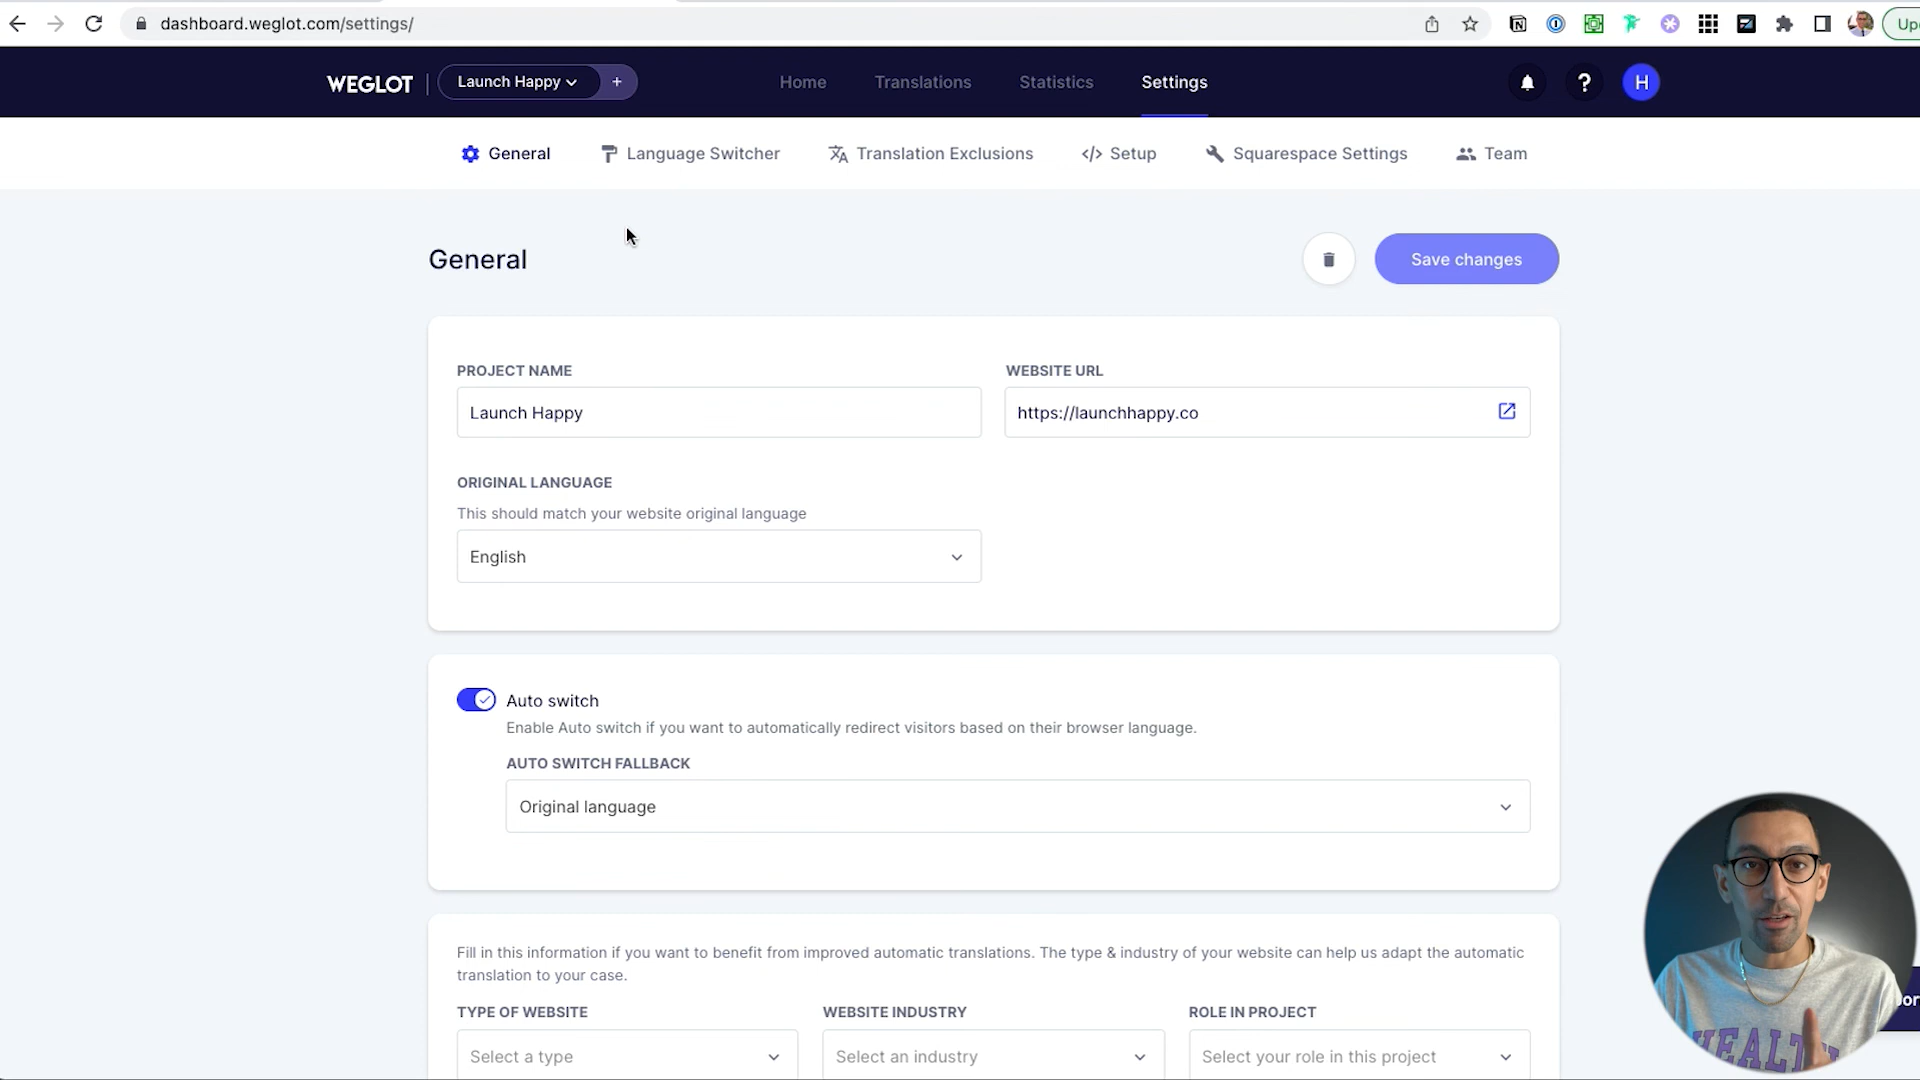 dashboard.weglot.com/settings/
WEGLOT
Launch Happy
+
Home
Translations
Statistics
Settings
?
H
General
Language Switcher
Translation Exclusions
</> Setup
Squarespace Settings
Team
General
Save changes
PROJECT NAME
WEBSITE URL
Launch Happy
https://launchhappy.co
ORIGINAL LANGUAGE
This should match your website original language
English
Auto switch
Enable Auto switch if you want to automatically redirect visitors based on their browser language.
AUTO SWITCH FALLBACK
Original language
Fill in this information if you want to benefit from improved automatic translations. The type & industry of your website can help us adapt the automatic
translation to your case.
TYPE OF WEBSITE
WEBSITE INDUSTRY
ROLE IN PROJECT
Select a type
Select an industry
Select your role in this project